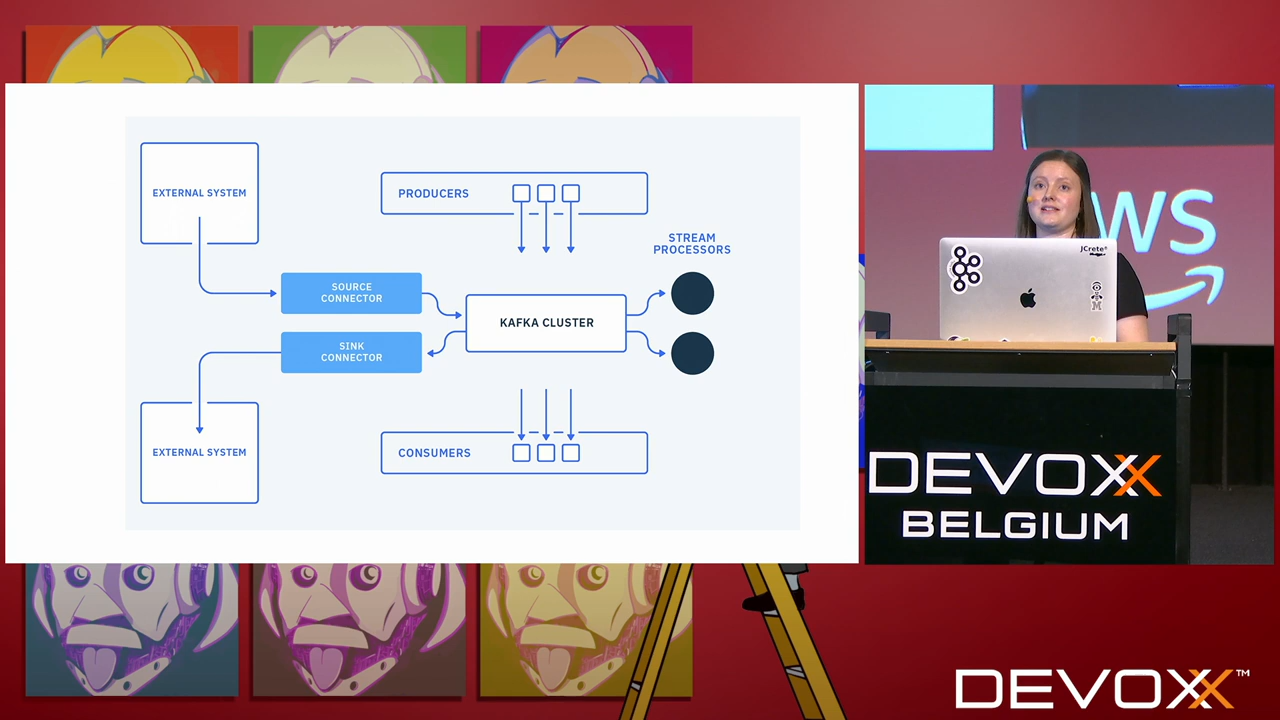 EXTERNAL SYSTEM
PRODUCERS
STREAM
PROCESSORS
SOURCE
CONNECTOR
KAFKA CLUSTER
SINK
CONNECTOR
EXTERNAL SYSTEM
CONSUMERS
WS
JCrete
DEVOXX
BELGIUM
DEVOXX™